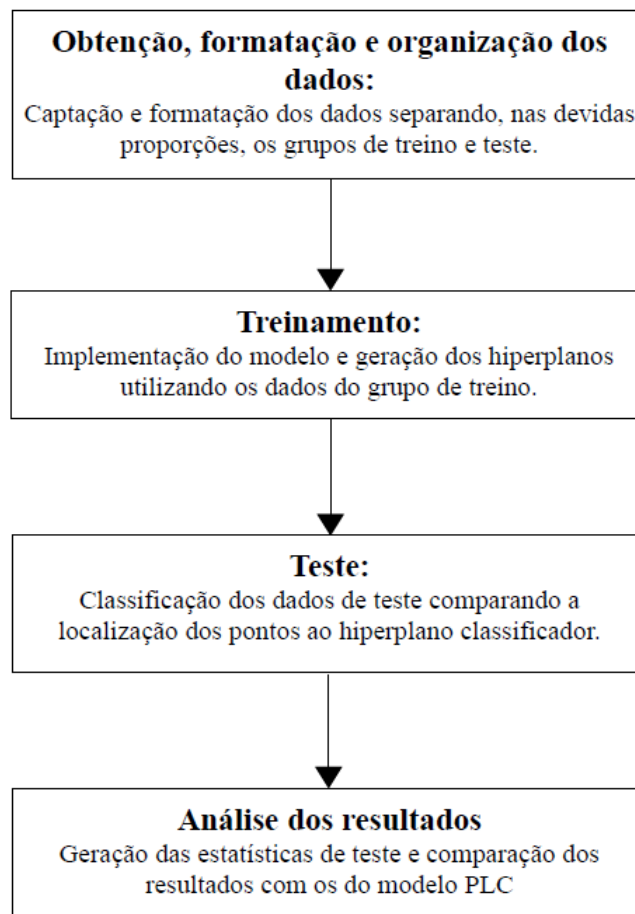 Obtenção, formatação e organização dos
dados:
Captação e formatação dos dados separando, nas devidas
proporções, os grupos de treino e teste.
Treinamento:
Implementação do modelo e geração dos hiperplanos
utilizando os dados do grupo de treino.
Teste:
Classificação dos dados de teste comparando a
localização dos pontos ao hiperplano classificador.
Análise dos resultados
Geração das estatísticas de teste e comparação dos
resultados com os do modelo PLC